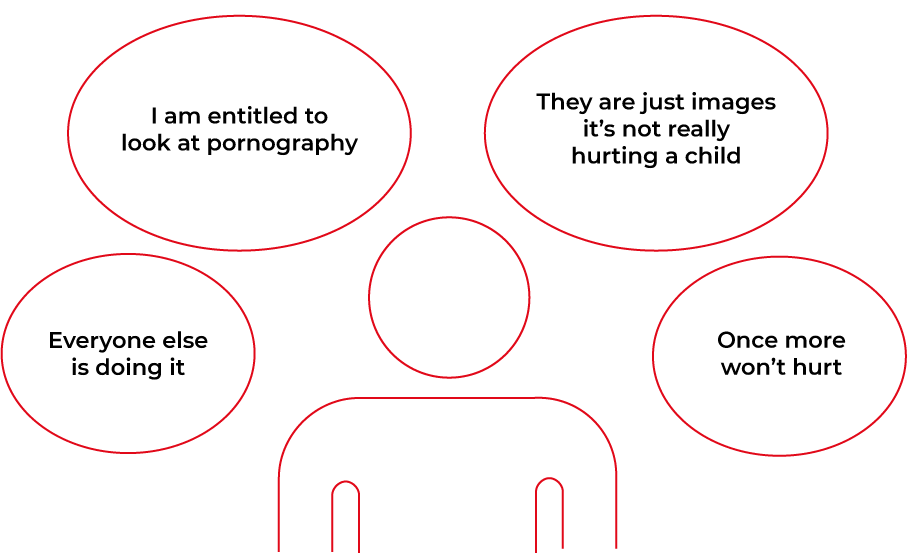 I am entitled to
look at pornography
They are just images
it’s not really
hurting a child
Everyone else
is doing it
Once more
won’t hurt